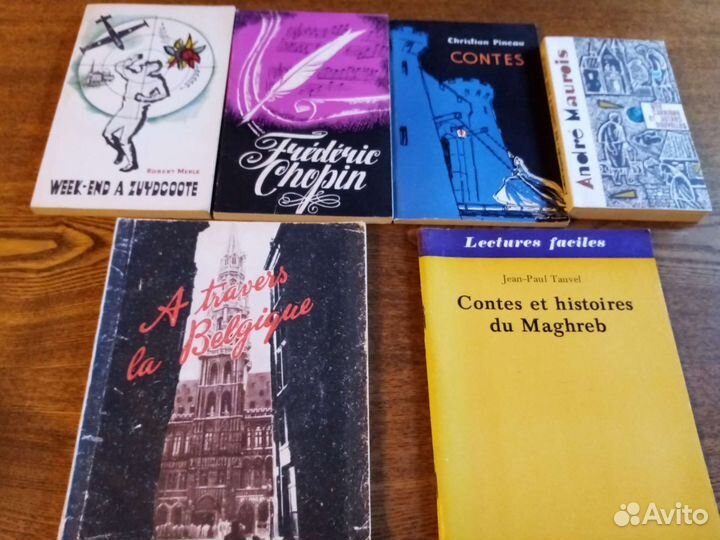 ROBERT MERLE
WEEK-END A ZUYDCOOTE
Frédéric
Chopin
Christian Pineau
CONTES
André Maurois
A travers
la Belgique
Lectures faciles
Jean-Paul Tauvel
Contes et histoires
du Maghreb
Avito